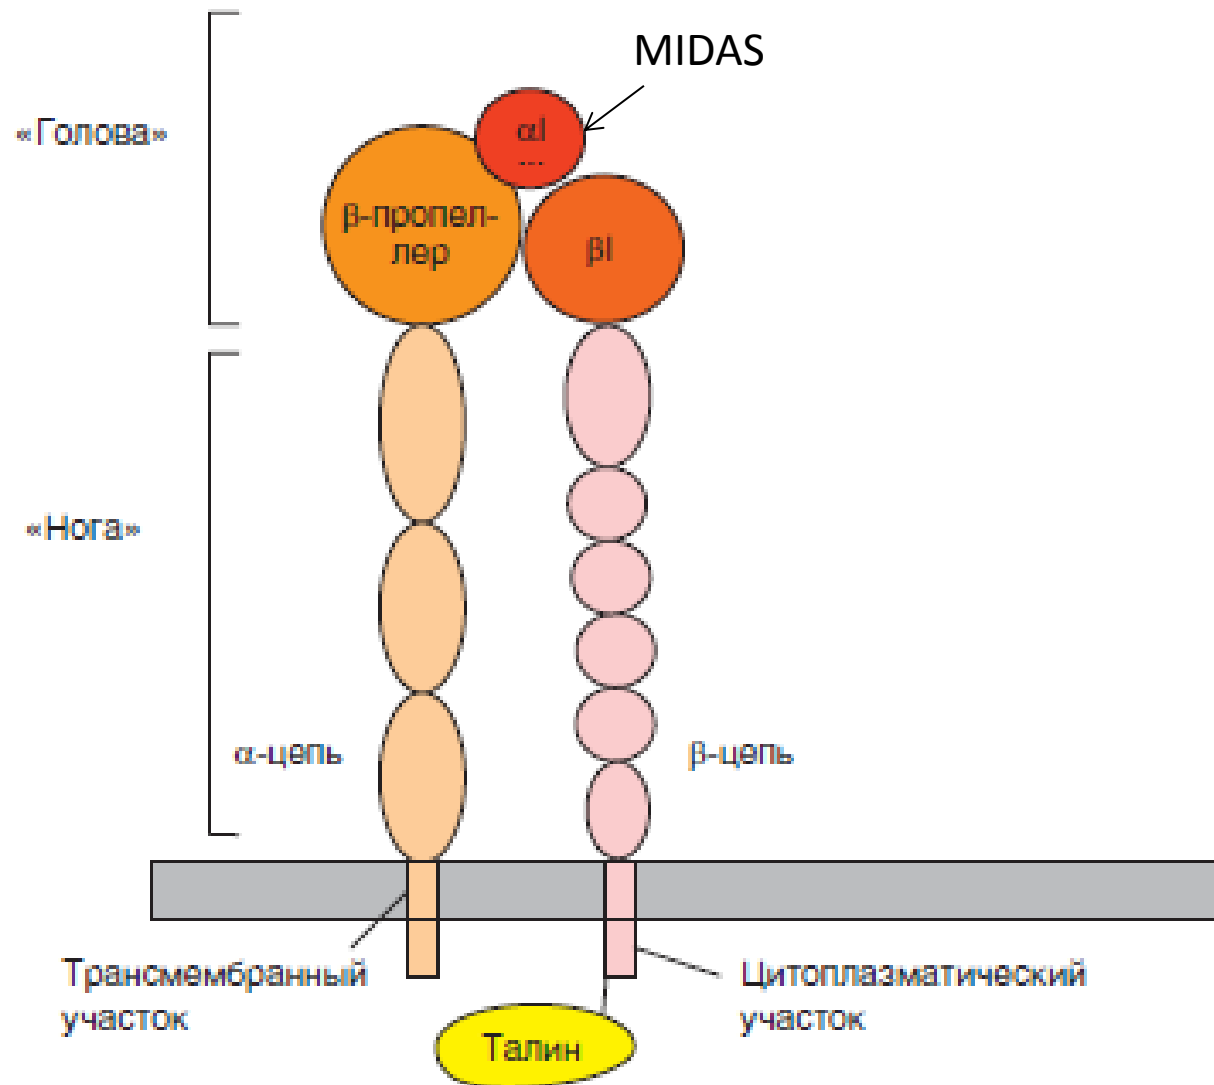 MIDAS
«Голова»
αI
...
β-пропел-
лер
βI
«Нога»
α-цепь
β-цепь
Трансмембранный
участок
Цитоплазматический
участок
Талин